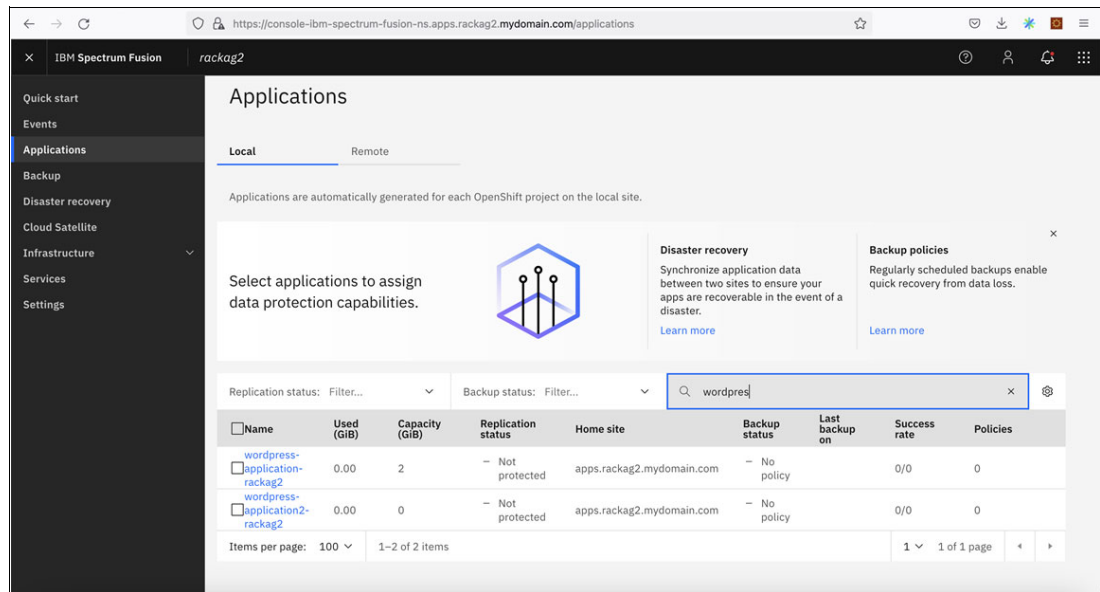 https://console-ibm-spectrum-fusion-ns.apps.rackag2.mydomain.com/applications
IBM Spectrum Fusion
rackag2
Quick start
Events
Applications
Backup
Disaster recovery
Cloud Satellite
Infrastructure
Services
Settings
Applications
Local Remote
Applications are automatically generated for each OpenShift project on the local site.
Select applications to assign
data protection capabilities.
Disaster recovery
Synchronize application data
between two sites to ensure your
apps are recoverable in the event of a
disaster.
Learn more
Backup policies
Regularly scheduled backups enable
quick recovery from data loss.
Learn more
Replication status: Filter... Backup status: Filter... wordpres
Name Used (GiB) Capacity (GiB) Replication status Home site Backup status Last backup on Success rate Policies
wordpress-application-rackag2 0.00 2 – Not protected apps.rackag2.mydomain.com – No policy 0/0 0
wordpress-application2-rackag2 0.00 0 – Not protected apps.rackag2.mydomain.com – No policy 0/0 0
Items per page: 100 1–2 of 2 items 1 1 of 1 page